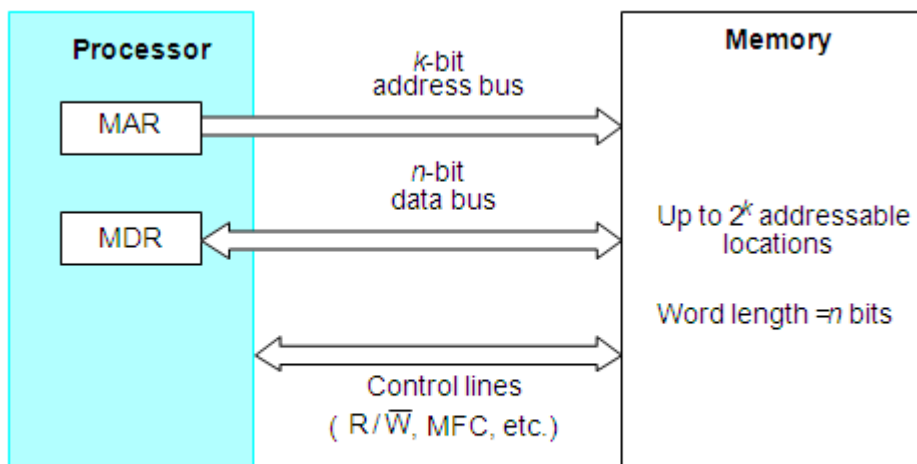 Processor
Memory
k-bit
address bus
MAR
n-bit
data bus
MDR
Up to 2^k addressable
locations
Word length =n bits
Control lines
( R/W̅, MFC, etc.)